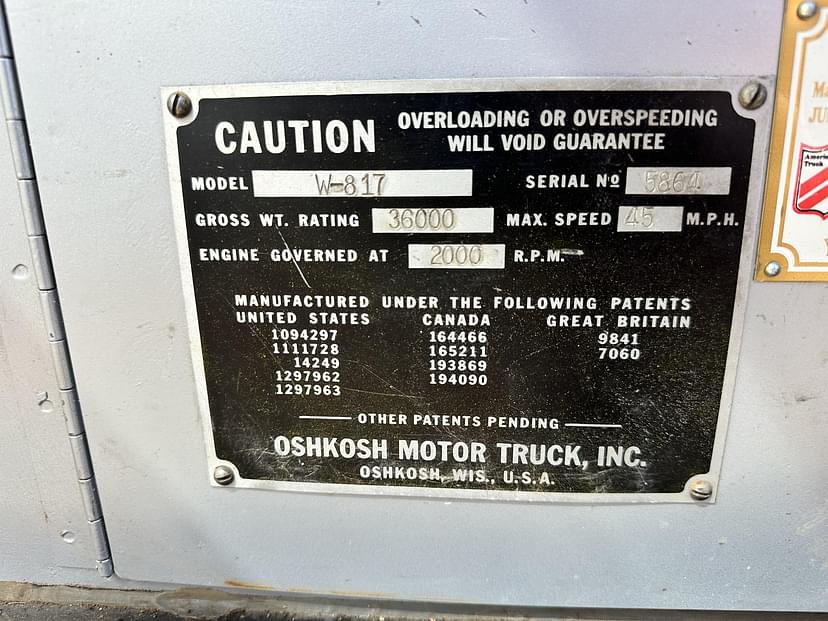 CAUTION
OVERLOADING OR OVERSPEEDING
WILL VOID GUARANTEE
MODEL W-817 SERIAL Nº 5864
GROSS WT. RATING 36000 MAX. SPEED 45 M.P.H.
ENGINE GOVERNED AT 2000 R.P.M.
MANUFACTURED UNDER THE FOLLOWING PATENTS
UNITED STATES CANADA GREAT BRITAIN
1094297 164466 9841
1111728 165211 7060
14249 193869
1297962 194090
1297963
OTHER PATENTS PENDING
OSHKOSH MOTOR TRUCK, INC.
OSHKOSH, WIS., U.S.A.
Truck